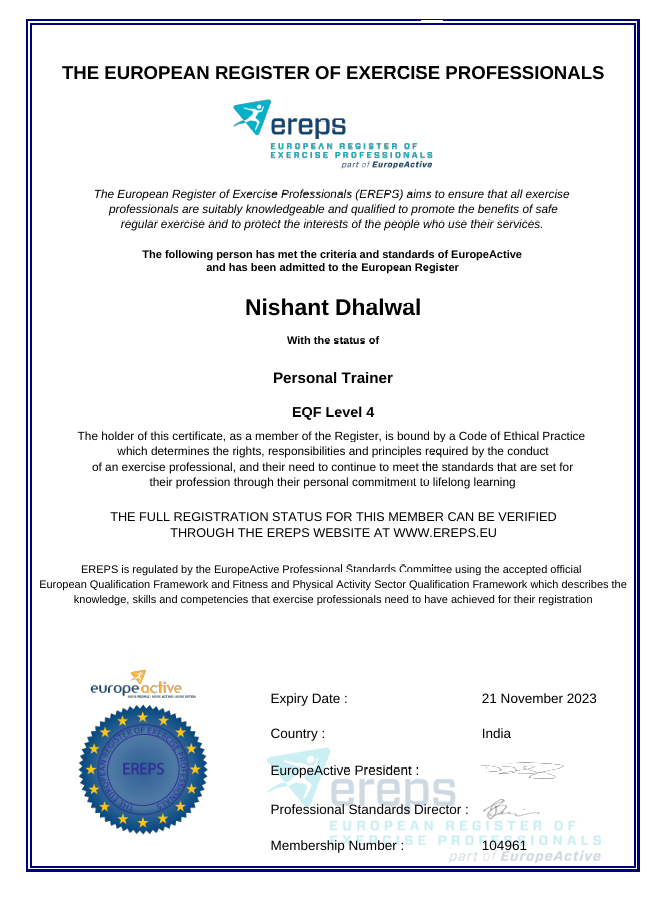 THE EUROPEAN REGISTER OF EXERCISE PROFESSIONALS
ereps
EUROPEAN REGISTER OF
EXERCISE PROFESSIONALS
part of EuropeActive
The European Register of Exercise Professionals (EREPS) aims to ensure that all exercise
professionals are suitably knowledgeable and qualified to promote the benefits of safe
regular exercise and to protect the interests of the people who use their services.
The following person has met the criteria and standards of EuropeActive
and has been admitted to the European Register
Nishant Dhalwal
With the status of
Personal Trainer
EQF Level 4
The holder of this certificate, as a member of the Register, is bound by a Code of Ethical Practice
which determines the rights, responsibilities and principles required by the conduct
of an exercise professional, and their need to continue to meet the standards that are set for
their profession through their personal commitment to lifelong learning
THE FULL REGISTRATION STATUS FOR THIS MEMBER CAN BE VERIFIED
THROUGH THE EREPS WEBSITE AT WWW.EREPS.EU
EREPS is regulated by the EuropeActive Professional Standards Committee using the accepted official
European Qualification Framework and Fitness and Physical Activity Sector Qualification Framework which describes the
knowledge, skills and competencies that exercise professionals need to have achieved for their registration
europeactive
MORE PEOPLE · MORE ACTIVE · MORE OFTEN
THE EUROPEAN REGISTER OF EXERCISE PROFESSIONALS
EREPS
Expiry Date : 21 November 2023
Country : India
EuropeActive President :
Professional Standards Director :
Membership Number : 104961
ereps
EUROPEAN REGISTER OF
EXERCISE PROFESSIONALS
part of EuropeActive